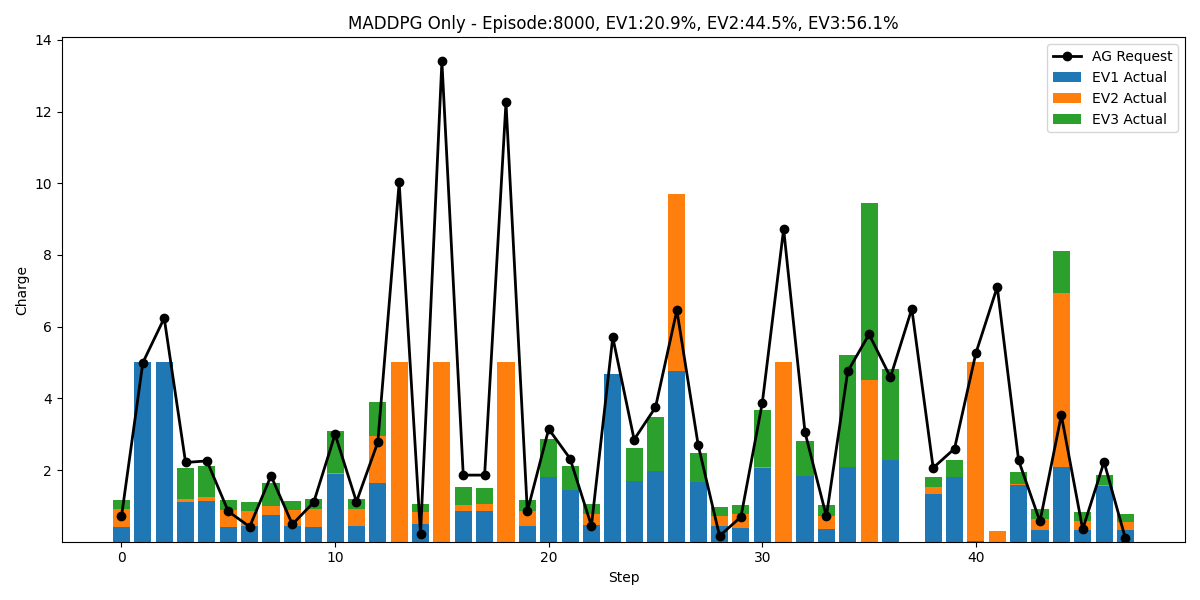 MADDPG Only - Episode:8000, EV1:20.9%, EV2:44.5%, EV3:56.1%
14
12
10
8
6
4
2
Charge
AG Request
EV1 Actual
EV2 Actual
EV3 Actual
0 10 20 30 40
Step